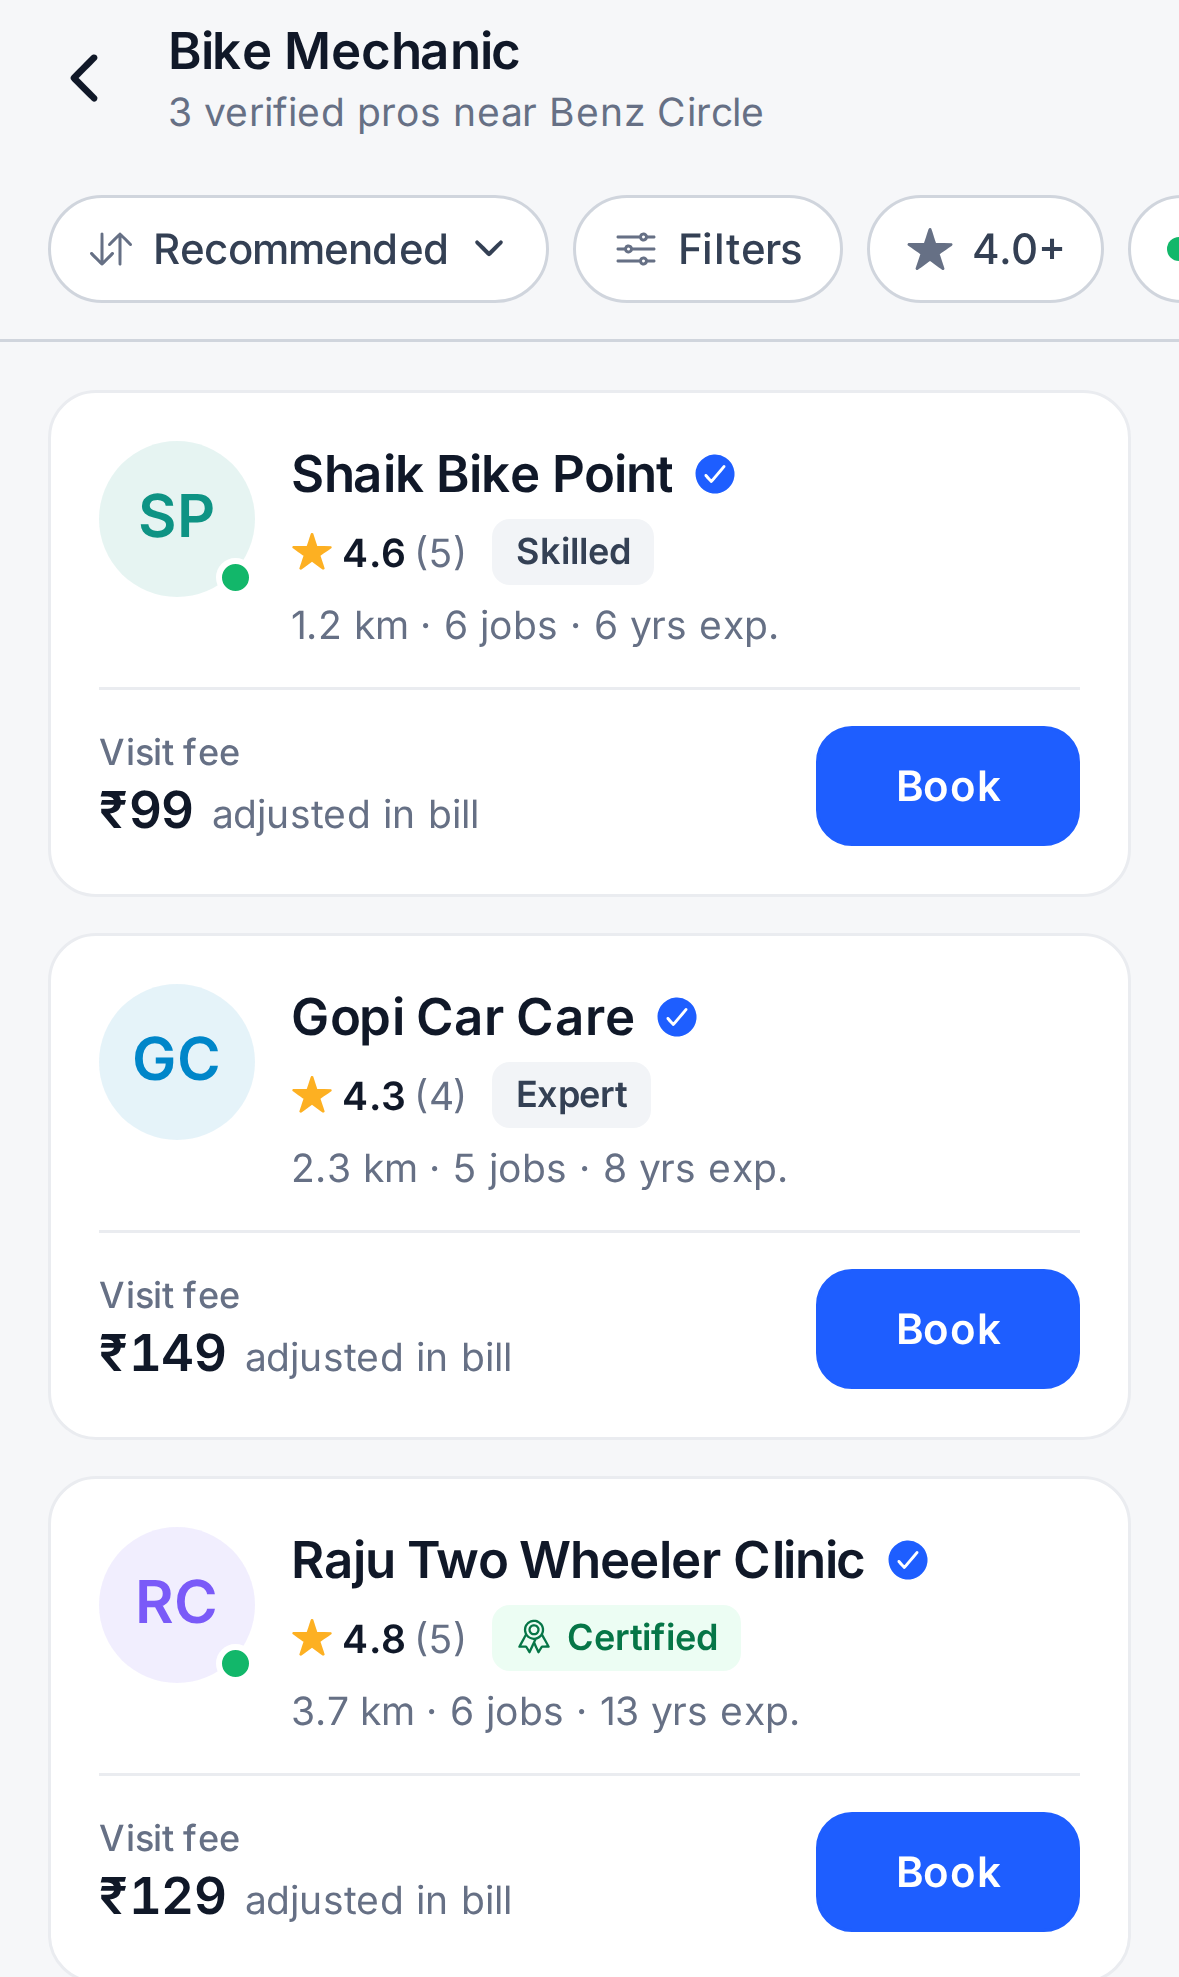 Bike Mechanic
3 verified pros near Benz Circle
Recommended
Filters
4.0+
SP
Shaik Bike Point
4.6 (5)
Skilled
1.2 km · 6 jobs · 6 yrs exp.
Visit fee
₹99 adjusted in bill
Book
GC
Gopi Car Care
4.3 (4)
Expert
2.3 km · 5 jobs · 8 yrs exp.
Visit fee
₹149 adjusted in bill
Book
RC
Raju Two Wheeler Clinic
4.8 (5)
Certified
3.7 km · 6 jobs · 13 yrs exp.
Visit fee
₹129 adjusted in bill
Book